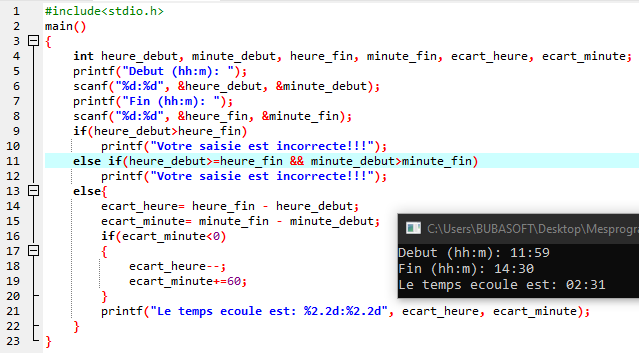 1 #include<stdio.h>
2 main()
3 {
4 int heure_debut, minute_debut, heure_fin, minute_fin, ecart_heure, ecart_minute;
5 printf("Debut (hh:m): ");
6 scanf("%d:%d", &heure_debut, &minute_debut);
7 printf("Fin (hh:m): ");
8 scanf("%d:%d", &heure_fin, &minute_fin);
9 if(heure_debut>heure_fin)
10 printf("Votre saisie est incorrecte!!!");
11 else if(heure_debut>=heure_fin && minute_debut>minute_fin)
12 printf("Votre saisie est incorrecte!!!");
13 else{
14 ecart_heure= heure_fin - heure_debut;
15 ecart_minute= minute_fin - minute_debut;
16 if(ecart_minute<0)
17 {
18 ecart_heure--;
19 ecart_minute+=60;
20 }
21 printf("Le temps ecoule est: %2.2d:%2.2d", ecart_heure, ecart_minute);
22 }
23 }
C:\Users\BUBASOFT\Desktop\Mesprogra
Debut (hh:m): 11:59
Fin (hh:m): 14:30
Le temps ecoule est: 02:31